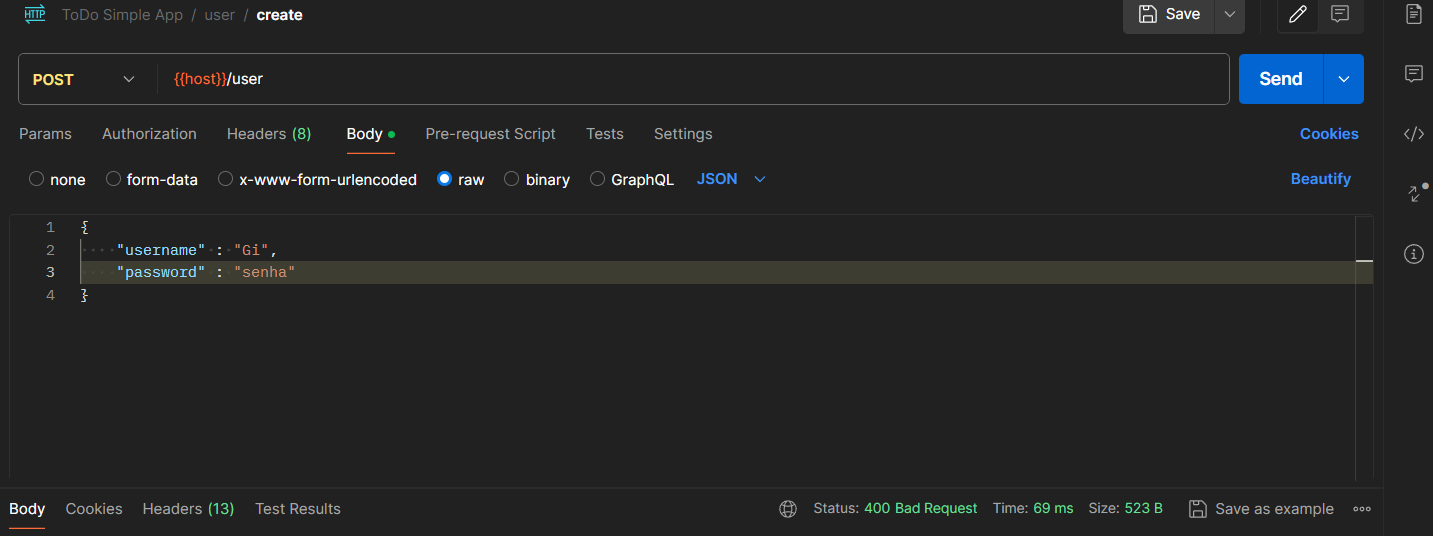 HTTP ToDo Simple App / user / create Save
POST {{host}}/user Send
Params Authorization Headers (8) Body Pre-request Script Tests Settings Cookies
none form-data x-www-form-urlencoded raw binary GraphQL JSON Beautify
1 {
2 "username" : "Gi",
3 "password" : "senha"
4 }
Body Cookies Headers (13) Test Results Status: 400 Bad Request Time: 69 ms Size: 523 B Save as example